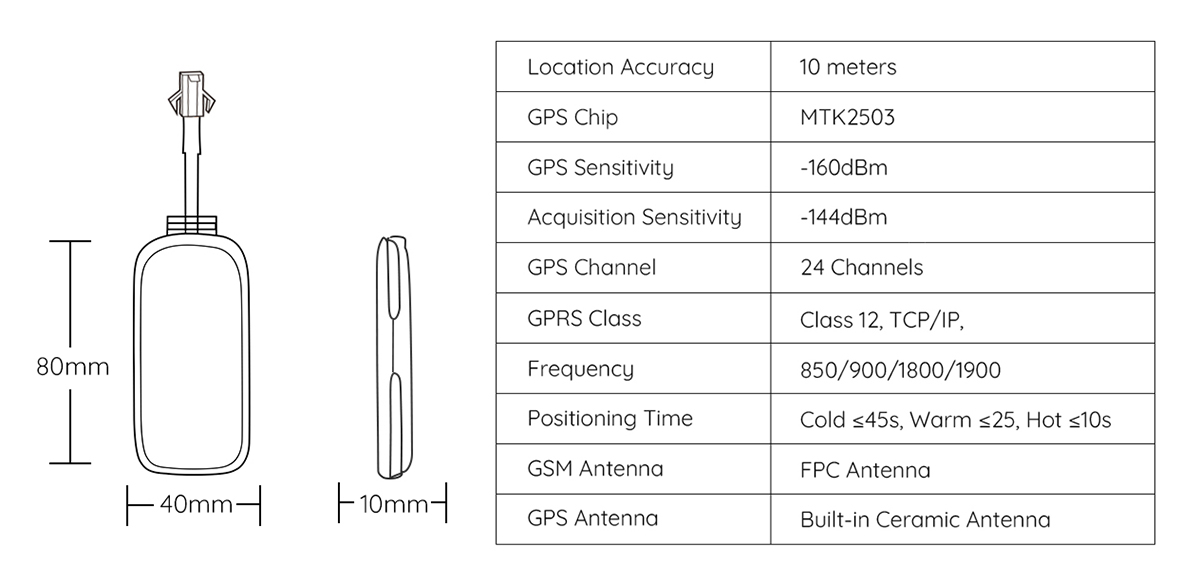 80mm
40mm
10mm
Location Accuracy 10 meters
GPS Chip MTK2503
GPS Sensitivity -160dBm
Acquisition Sensitivity -144dBm
GPS Channel 24 Channels
GPRS Class Class 12, TCP/IP,
Frequency 850/900/1800/1900
Positioning Time Cold ≤45s, Warm ≤25, Hot ≤10s
GSM Antenna FPC Antenna
GPS Antenna Built-in Ceramic Antenna